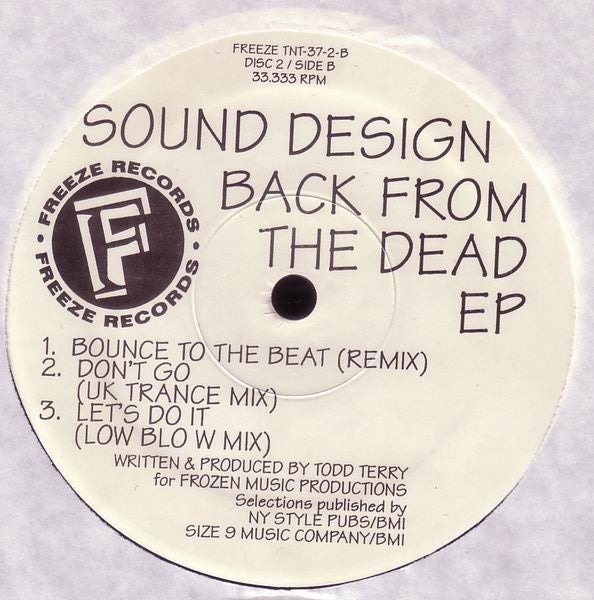 FREEZE TNT-37-2-B
DISC 2 / SIDE B
33.333 RPM
SOUND DESIGN
BACK FROM
THE DEAD
EP
• FREEZE RECORDS •
F
FREEZE RECORDS
1. BOUNCE TO THE BEAT (REMIX)
2. DON'T GO
(UK TRANCE MIX)
3. LET'S DO IT
(LOW BLO W MIX)
WRITTEN & PRODUCED BY TODD TERRY
for FROZEN MUSIC PRODUCTIONS
Selections published by
NY STYLE PUBS/BMI
SIZE 9 MUSIC COMPANY/BMI